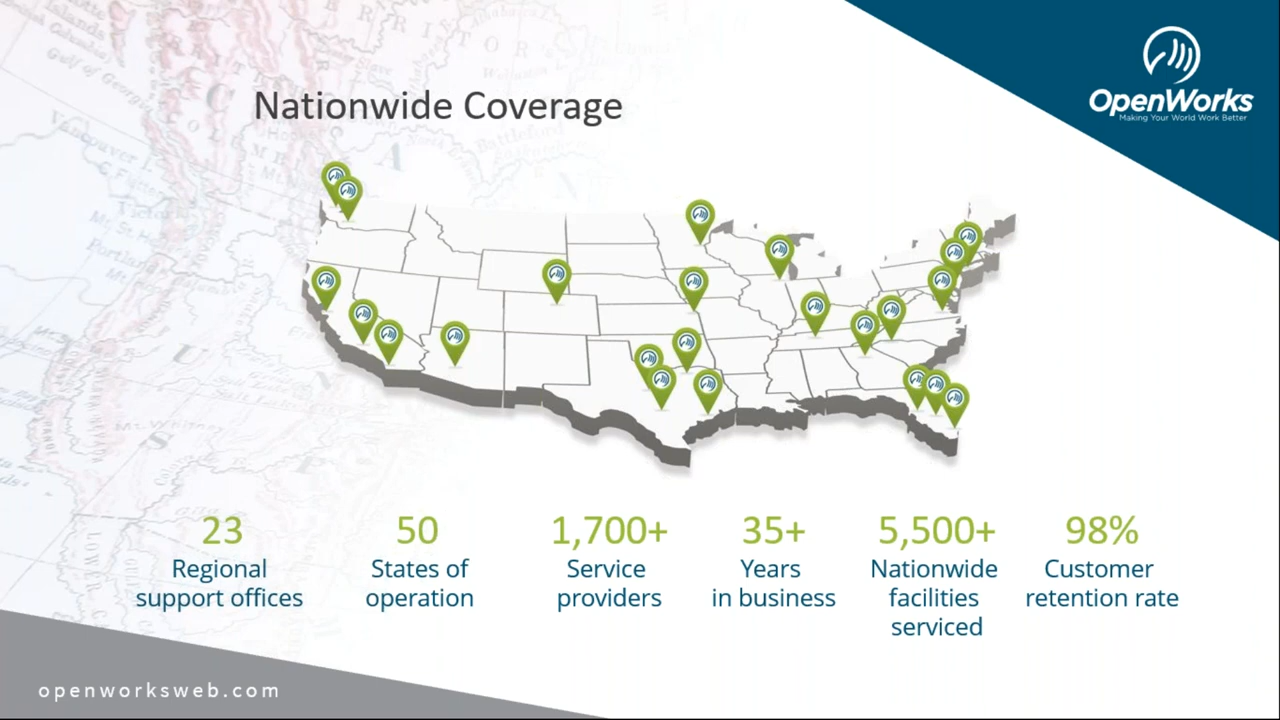 Nationwide Coverage
OpenWorks
Making Your World Work Better
23
Regional
support offices
50
States of
operation
1,700+
Service
providers
35+
Years
in business
5,500+
Nationwide
facilities
serviced
98%
Customer
retention rate
openworksweb.com